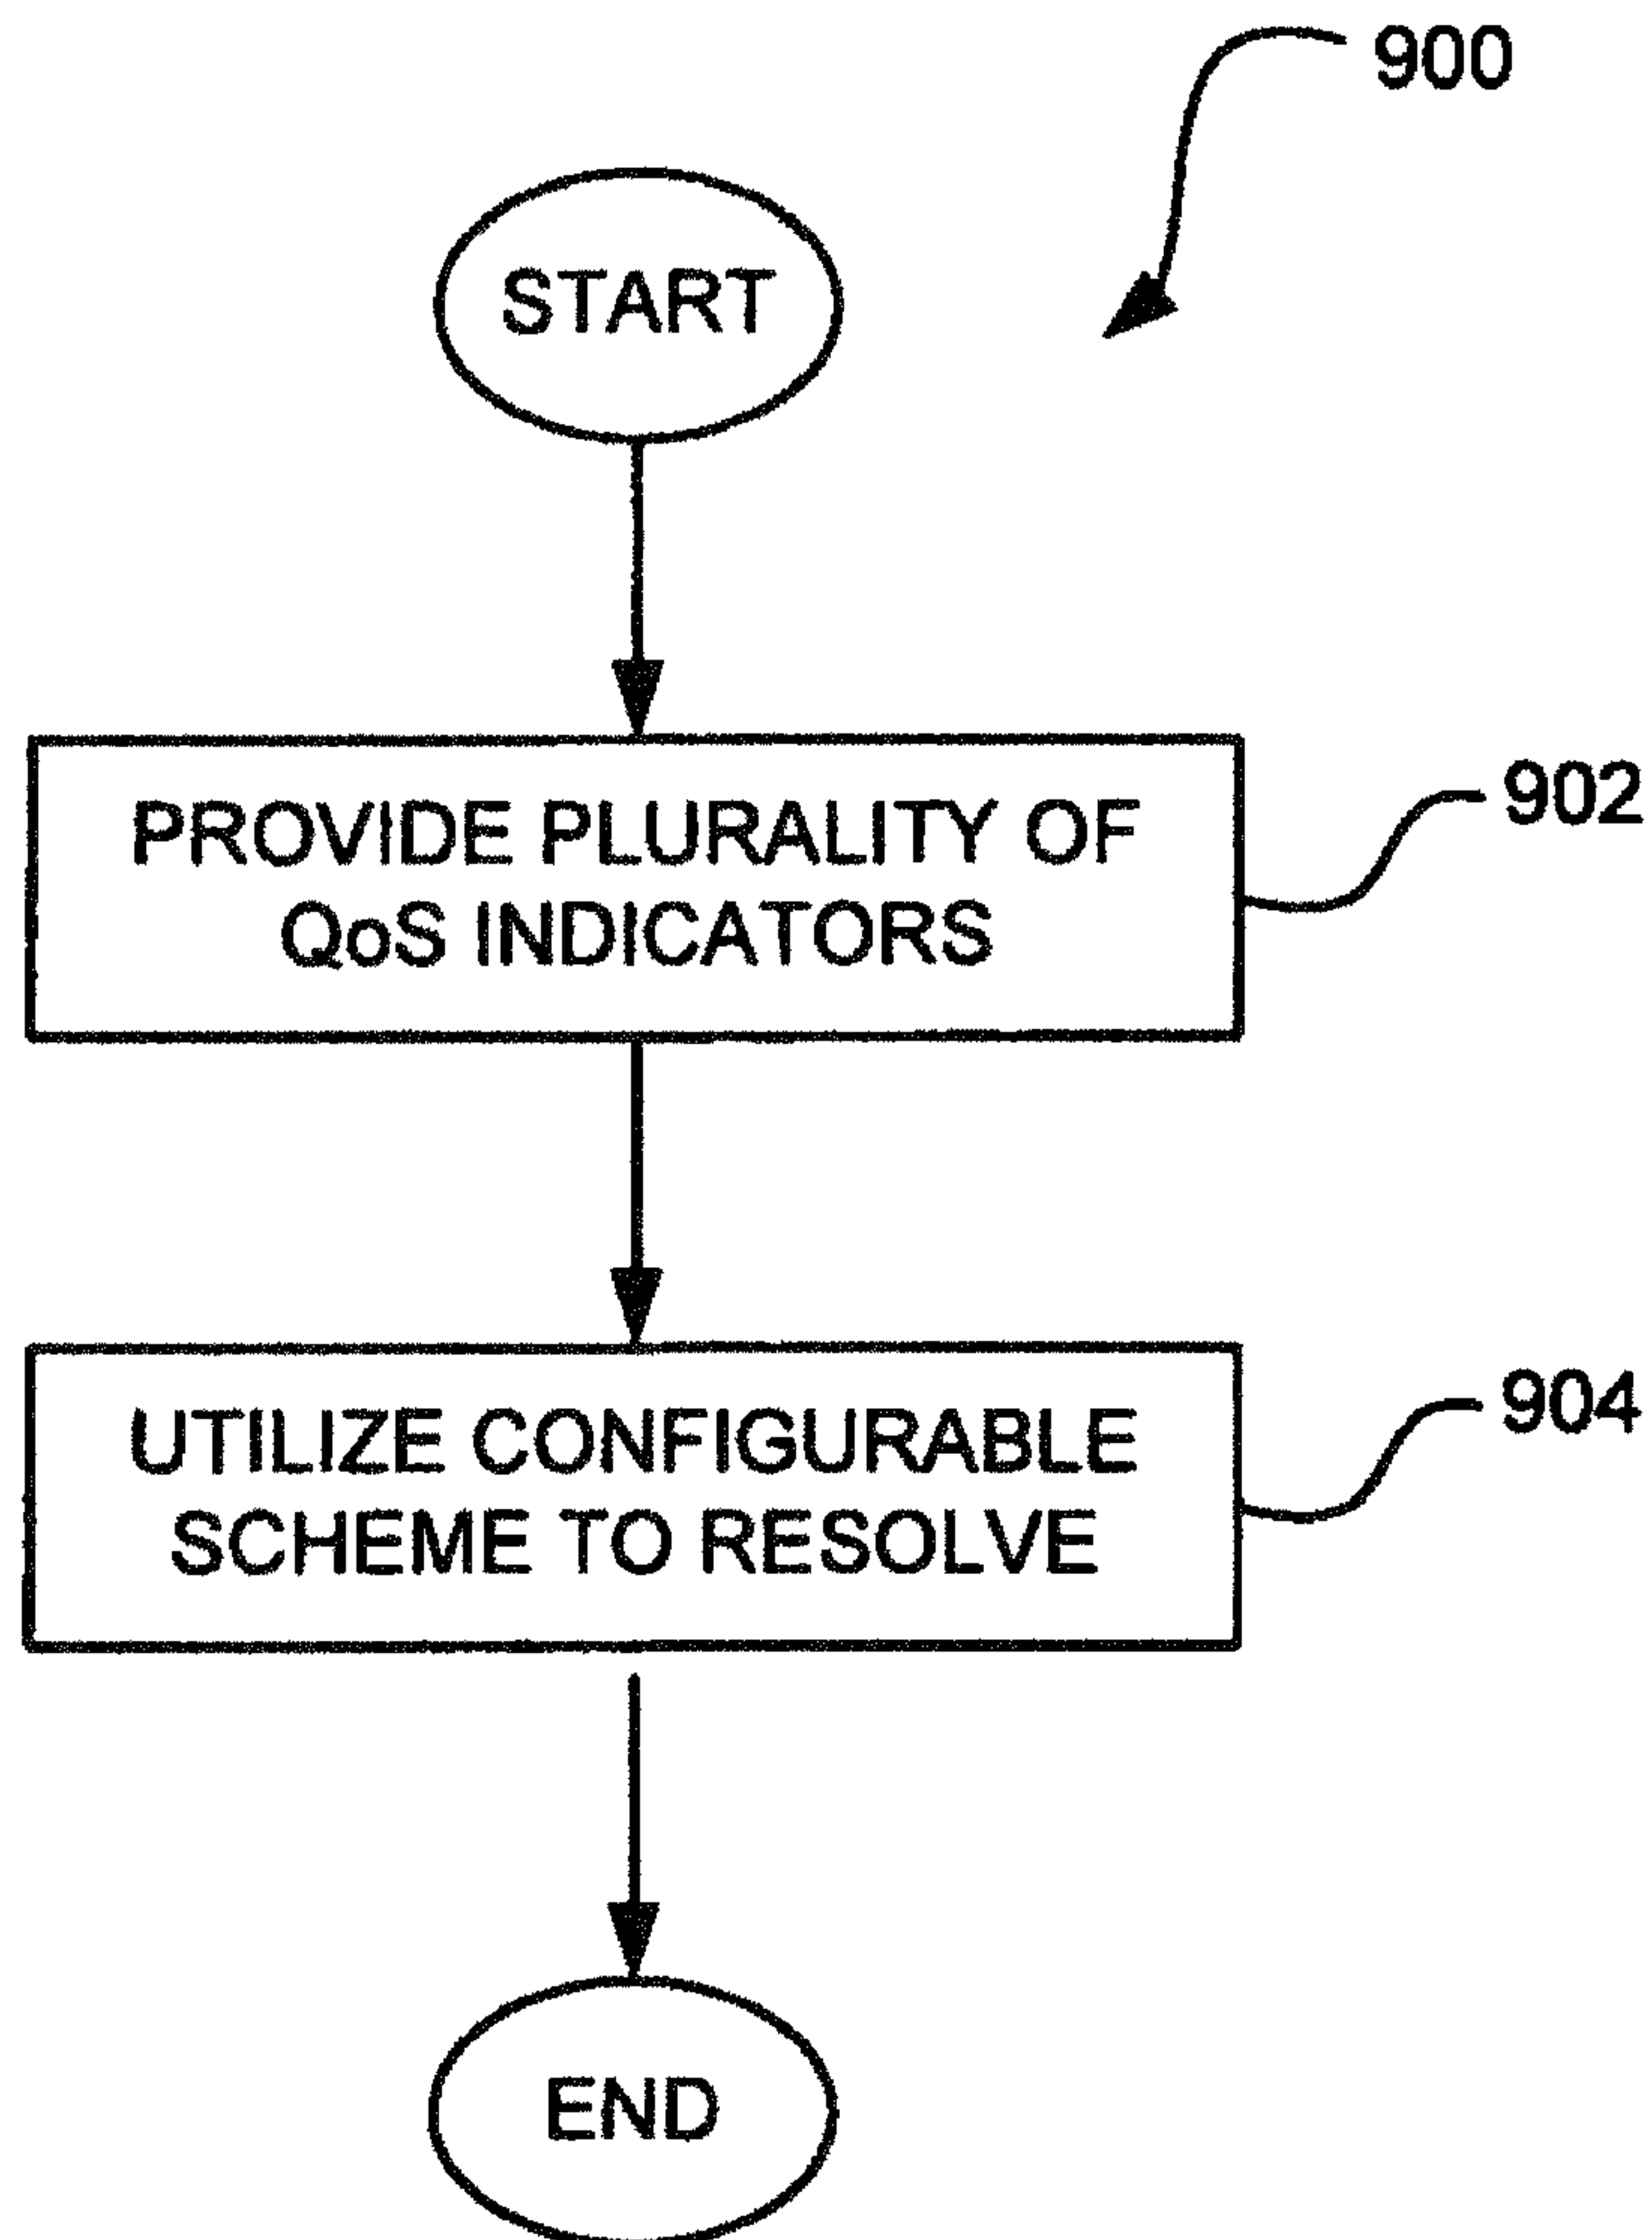 900
START
PROVIDE PLURALITY OF
QoS INDICATORS
902
UTILIZE CONFIGURABLE
SCHEME TO RESOLVE
904
END